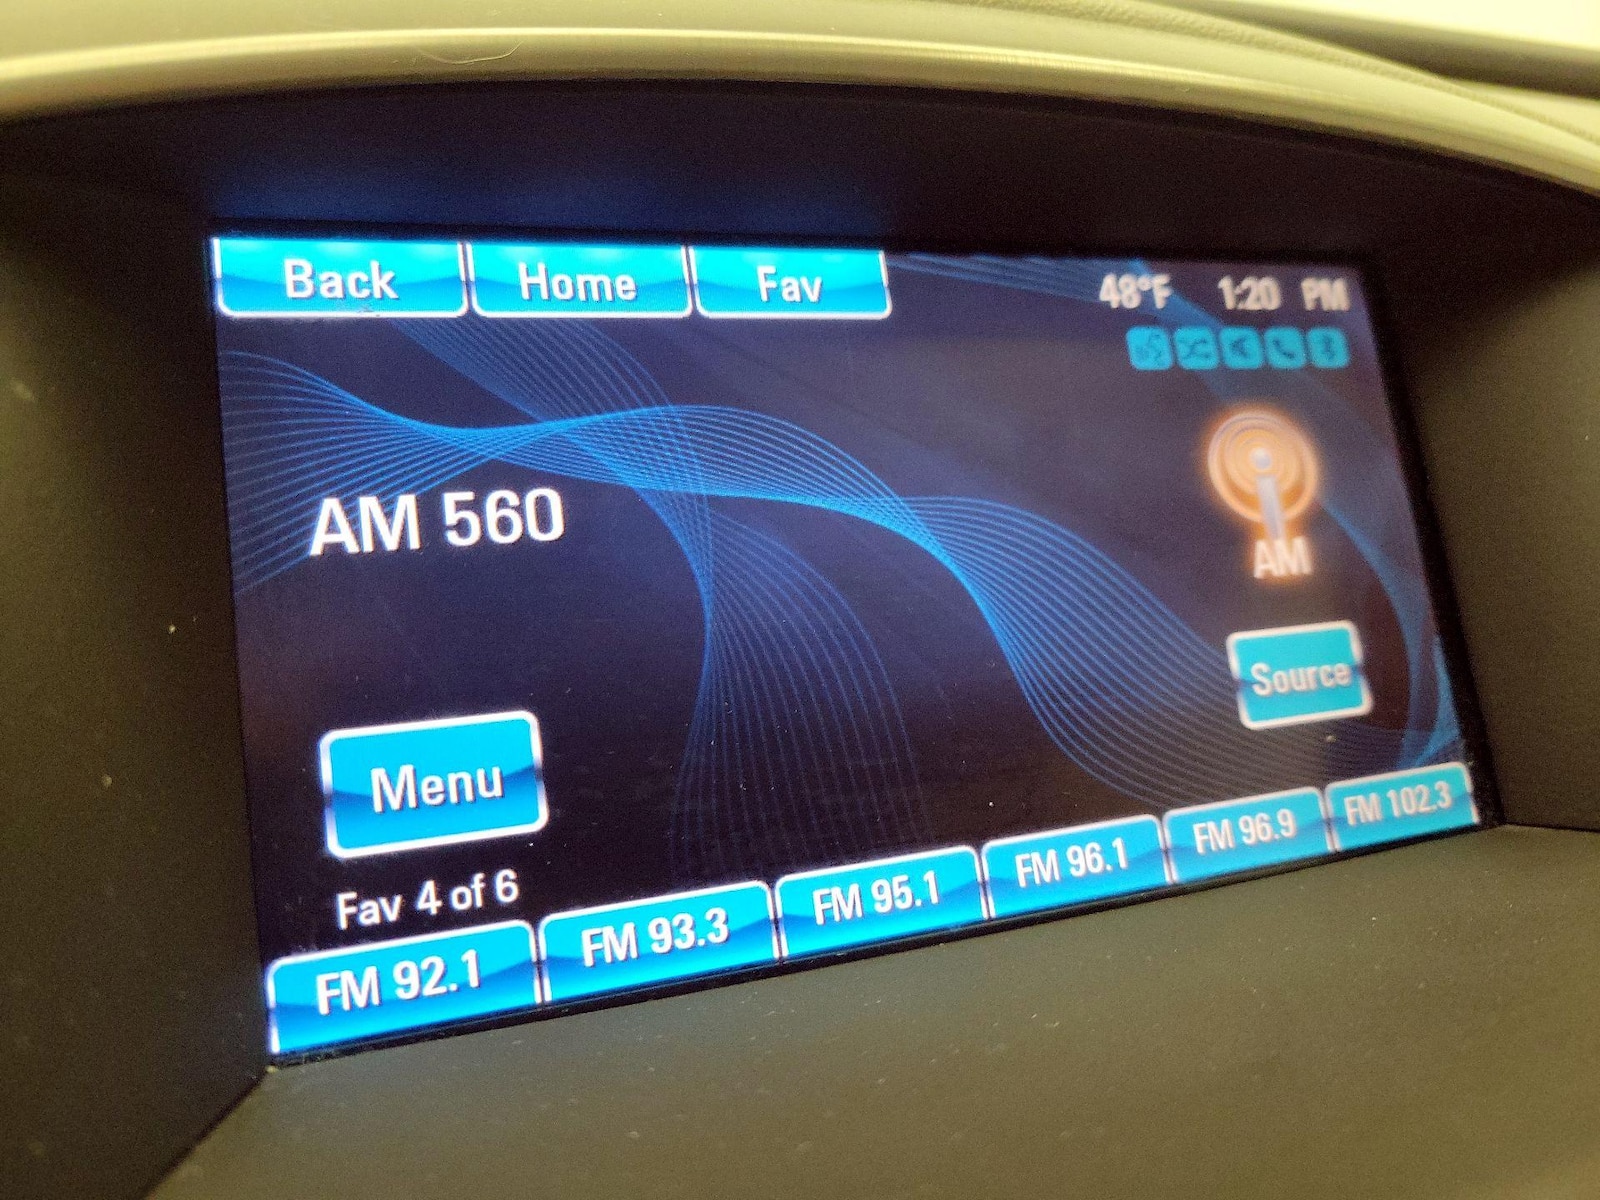 Back Home Fav 48°F 1:20 PM
AM 560
AM
Source
Menu
Fav 4 of 6
FM 92.1 FM 93.3 FM 95.1 FM 96.1 FM 96.9 FM 102.3